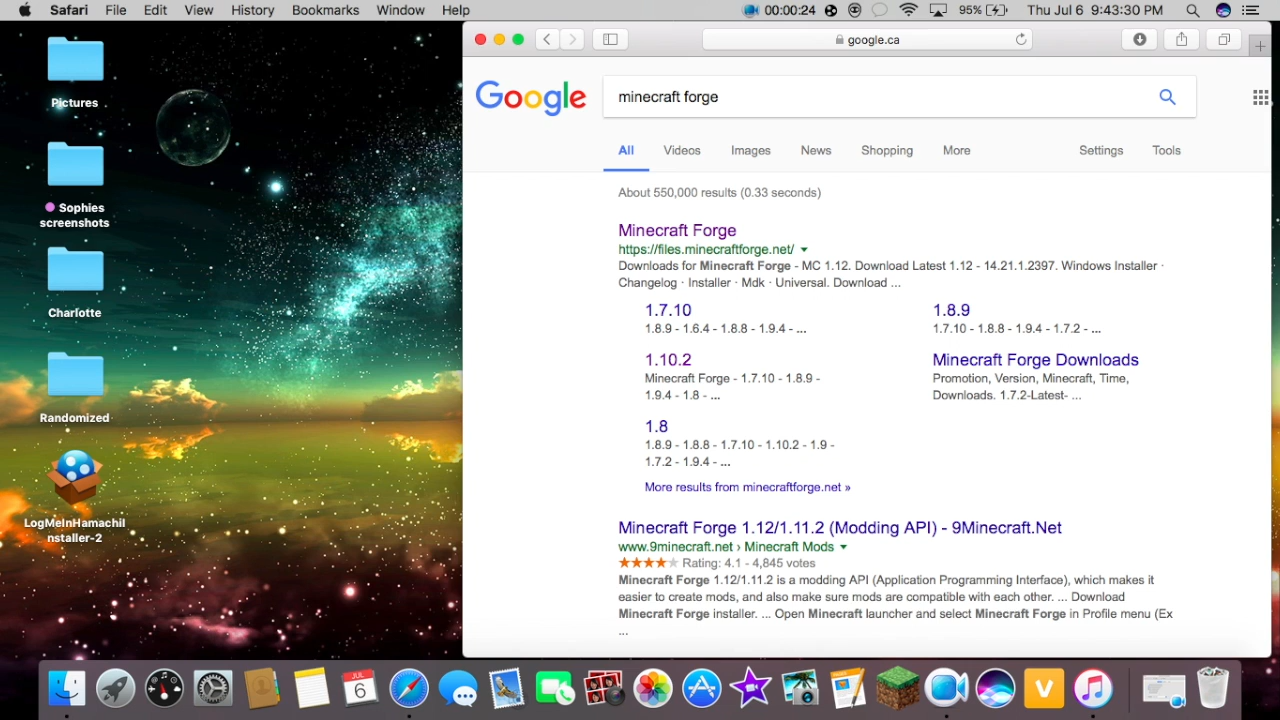 Safari File Edit View History Bookmarks Window Help 00:00:24 95% Thu Jul 6 9:43:30 PM
Pictures
Sophies
screenshots
Charlotte
Randomized
LogMeInHamachiI
nstaller-2
google.ca
Google minecraft forge
All Videos Images News Shopping More Settings Tools
About 550,000 results (0.33 seconds)
Minecraft Forge
https://files.minecraftforge.net/
Downloads for Minecraft Forge - MC 1.12. Download Latest 1.12 - 14.21.1.2397. Windows Installer ·
Changelog · Installer · Mdk · Universal. Download ...
1.7.10
1.8.9 - 1.6.4 - 1.8.8 - 1.9.4 - ...
1.8.9
1.7.10 - 1.8.8 - 1.9.4 - 1.7.2 - ...
1.10.2
Minecraft Forge - 1.7.10 - 1.8.9 -
1.9.4 - 1.8 - ...
Minecraft Forge Downloads
Promotion, Version, Minecraft, Time,
Downloads. 1.7.2-Latest- ...
1.8
1.8.9 - 1.8.8 - 1.7.10 - 1.10.2 - 1.9 -
1.7.2 - 1.9.4 - ...
More results from minecraftforge.net »
Minecraft Forge 1.12/1.11.2 (Modding API) - 9Minecraft.Net
www.9minecraft.net › Minecraft Mods
Rating: 4.1 - 4,845 votes
Minecraft Forge 1.12/1.11.2 is a modding API (Application Programming Interface), which makes it
easier to create mods, and also make sure mods are compatible with each other. ... Download
Minecraft Forge installer. ... Open Minecraft launcher and select Minecraft Forge in Profile menu (Ex
...
JUL
6
V